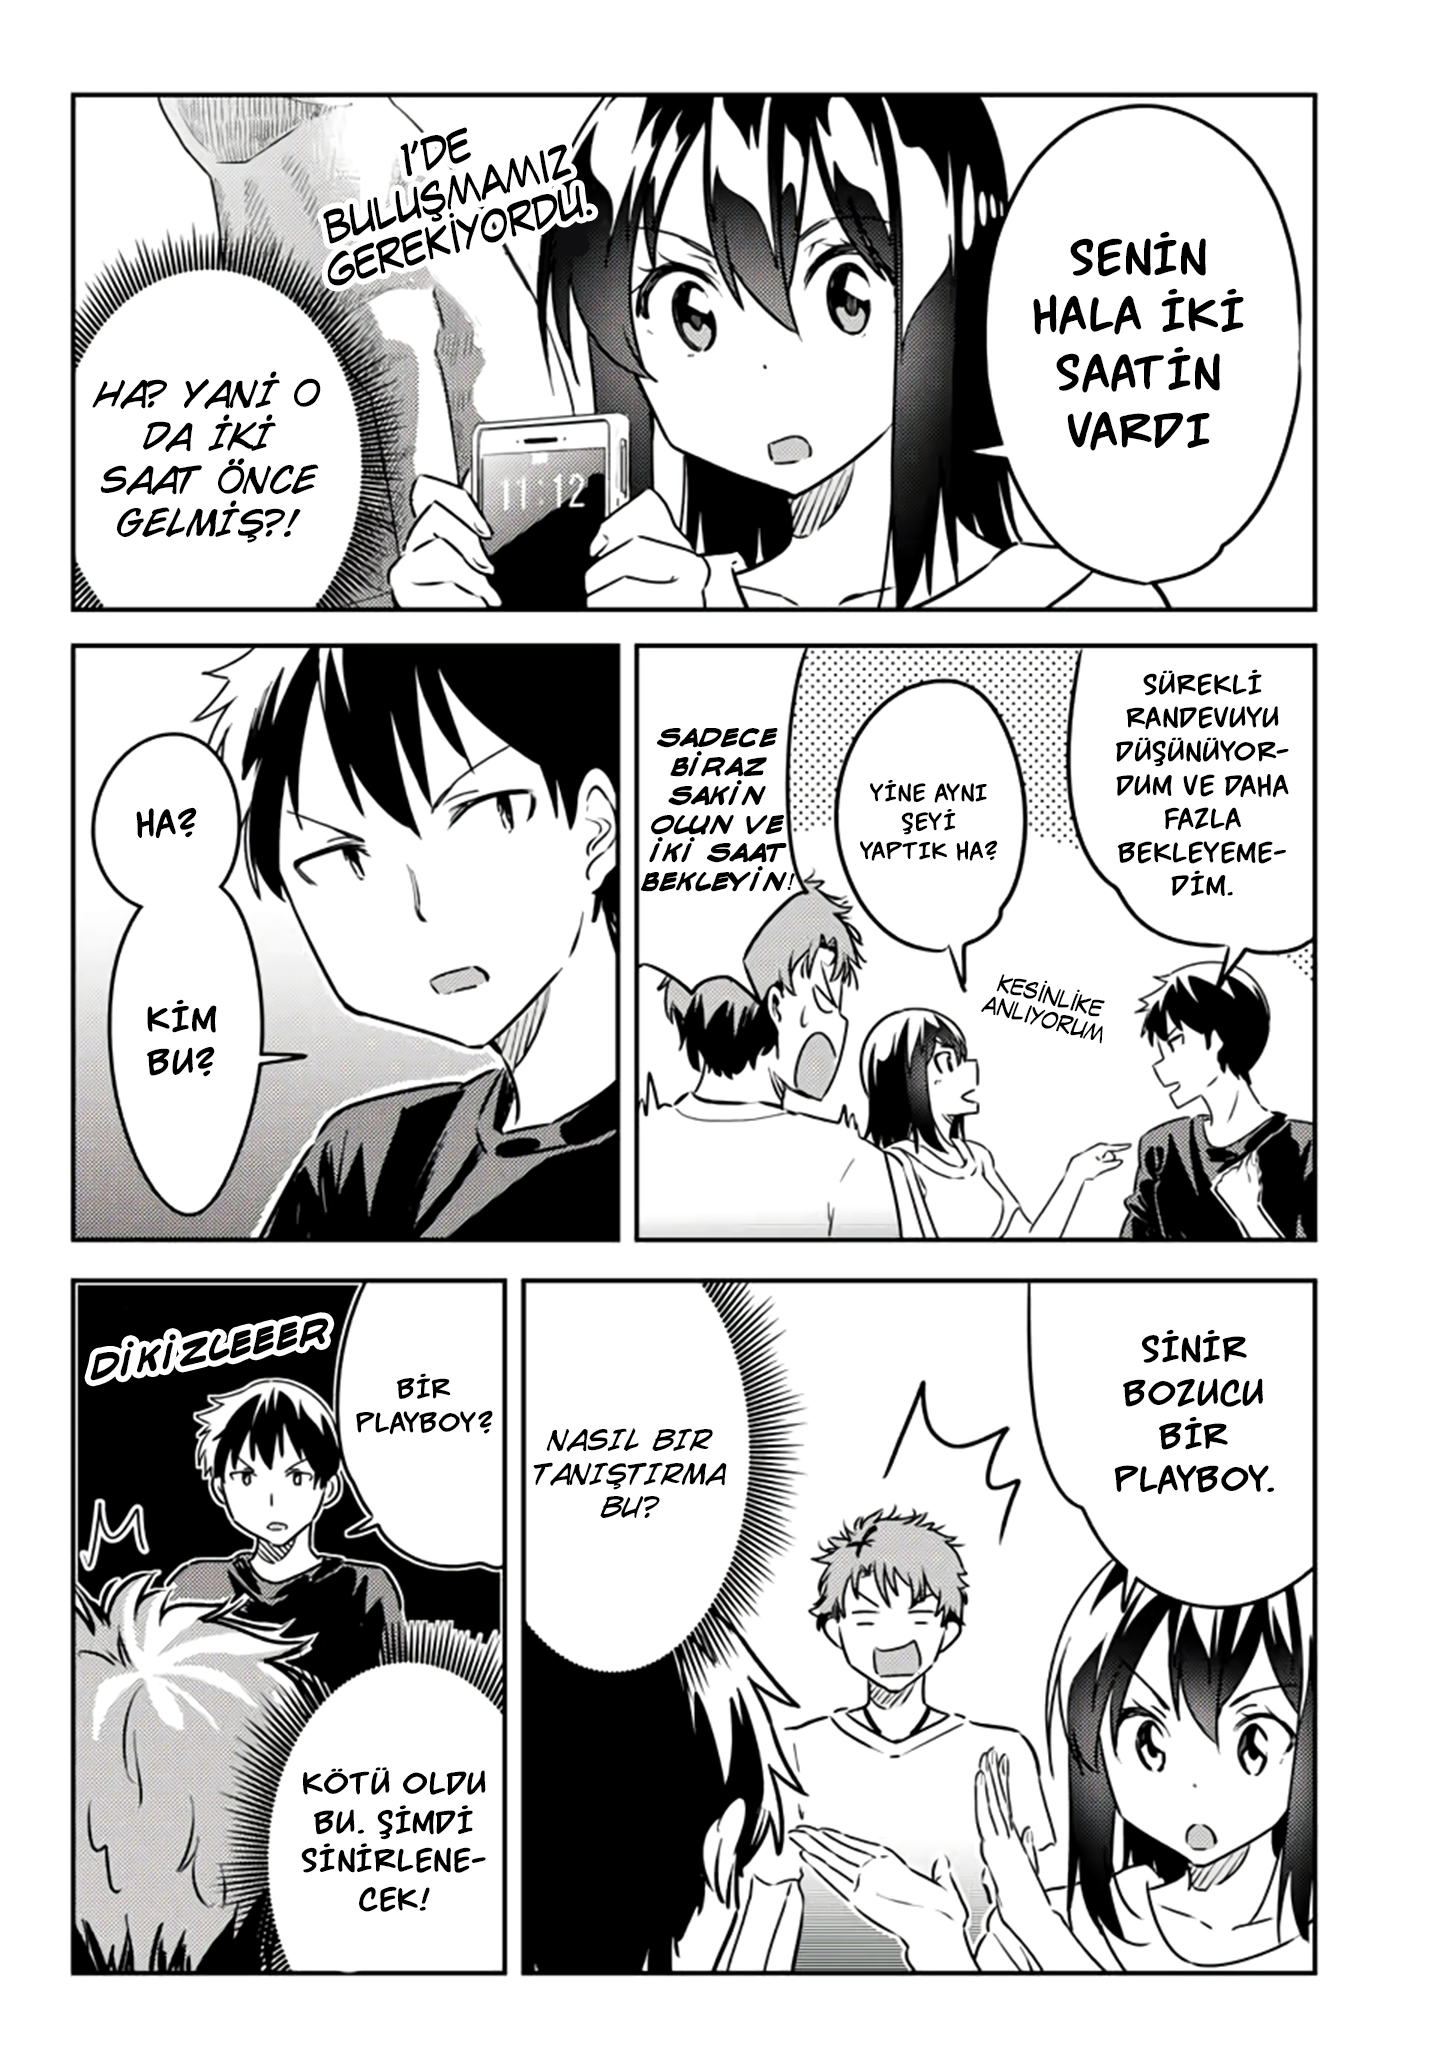 SENİN
HALA İKİ
SAATİN
VARDI
1'DE
BULUŞMAMIZ
GEREKİYORDU.
11:12
HA? YANİ O
DA İKİ
SAAT ÖNCE
GELMİŞ?!
SÜREKLİ
RANDEVUYU
DÜŞÜNÜYOR-
DUM VE DAHA
FAZLA
BEKLEYEME-
DİM.
YİNE AYNI
ŞEYİ
YAPTIK HA?
KESİNLİKE
ANLIYORUM
SADECE
BİRAZ
SAKİN
OLUN VE
İKİ SAAT
BEKLEYİN!
HA?
KİM
BU?
SİNİR
BOZUCU
BİR
PLAYBOY.
NASIL BIR
TANIŞTIRMA
BU?
BİR
PLAYBOY?
DİKİZLEEEER
KÖTÜ OLDU
BU. ŞİMDİ
SİNİRLENE-
CEK!